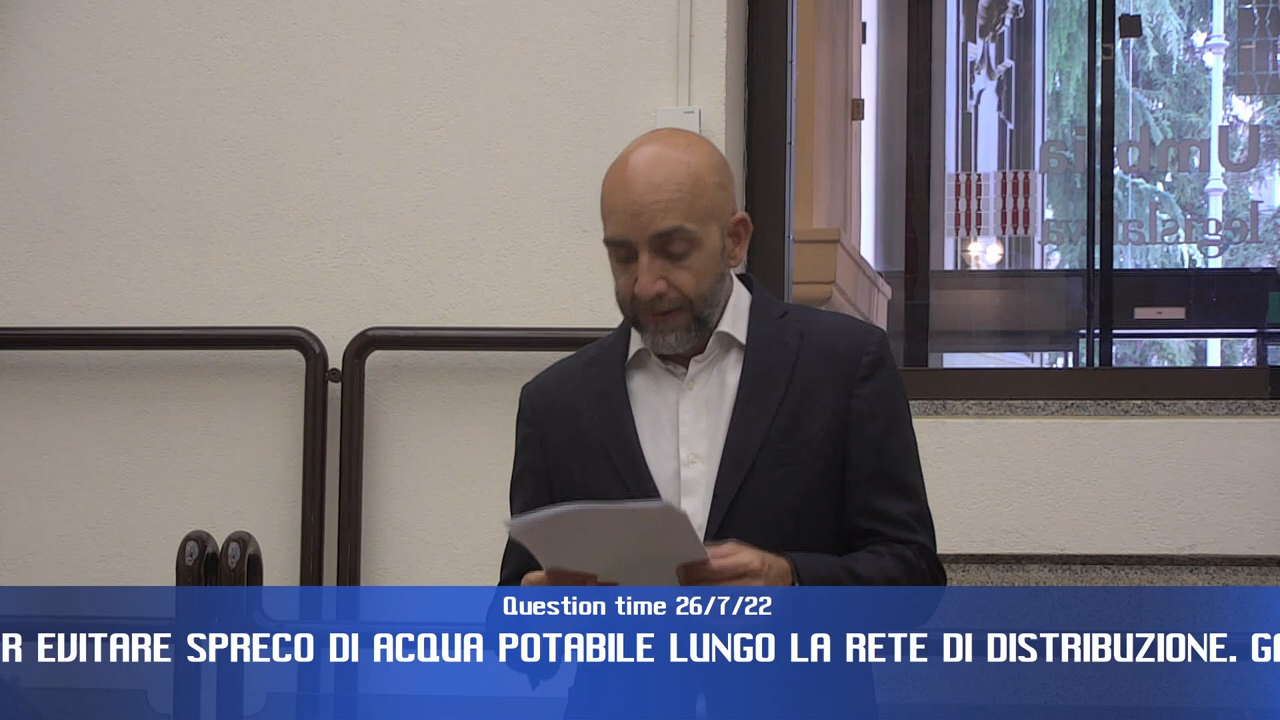 Umbria
legislativa
Question time 26/7/22
R EVITARE SPRECO DI ACQUA POTABILE LUNGO LA RETE DI DISTRIBUZIONE. G